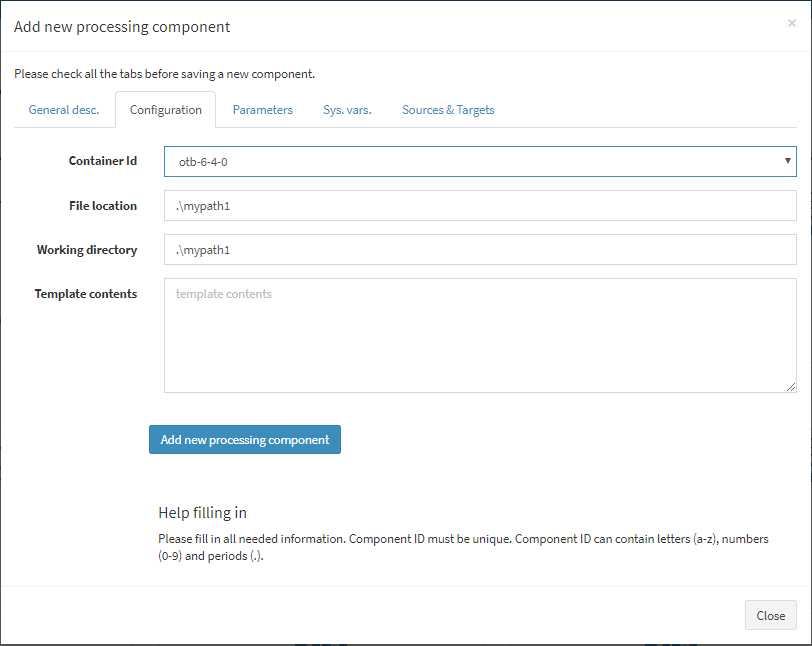 Add new processing component
×
Please check all the tabs before saving a new component.
General desc. Configuration Parameters Sys. vars. Sources & Targets
Container Id otb-6-4-0
File location .\mypath1
Working directory .\mypath1
Template contents template contents
Add new processing component
Help filling in
Please fill in all needed information. Component ID must be unique. Component ID can contain letters (a-z), numbers
(0-9) and periods (.).
Close